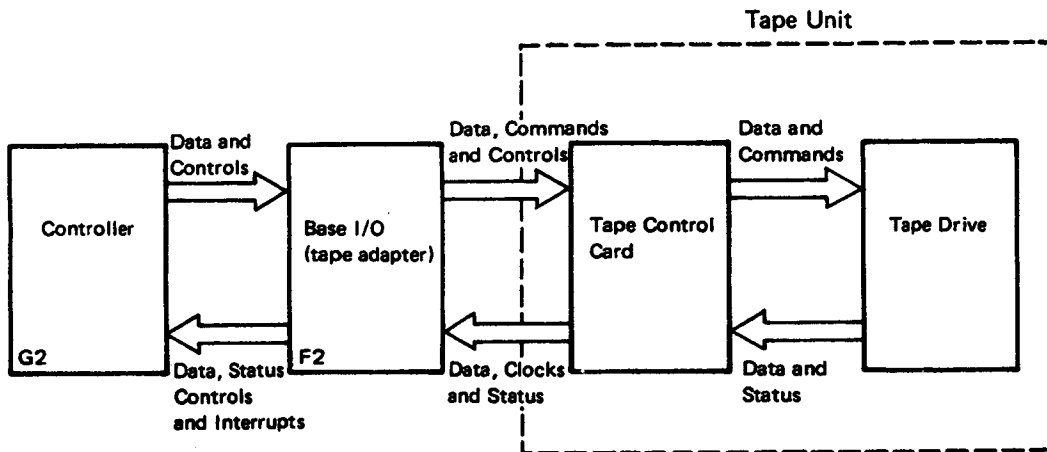 Tape Unit
Data and
Controls
Data, Commands
and Controls
Data and
Commands
Controller
Base I/O
(tape adapter)
Tape Control
Card
Tape Drive
G2
F2
Data, Status
Controls
and Interrupts
Data, Clocks
and Status
Data and
Status